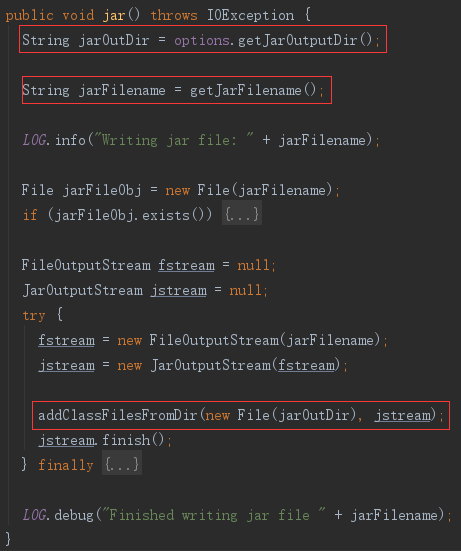 public void jar() throws IOException {
String jarOutDir = options.getJarOutputDir();
String jarFilename = getJarFilename();
LOG.info("Writing jar file: " + jarFilename);
File jarFileObj = new File(jarFilename);
if (jarFileObj.exists()) {...}
FileOutputStream fstream = null;
JarOutputStream jstream = null;
try {
fstream = new FileOutputStream(jarFilename);
jstream = new JarOutputStream(fstream);
addClassFilesFromDir(new File(jarOutDir), jstream);
jstream.finish();
} finally {...}
LOG.debug("Finished writing jar file " + jarFilename);
}